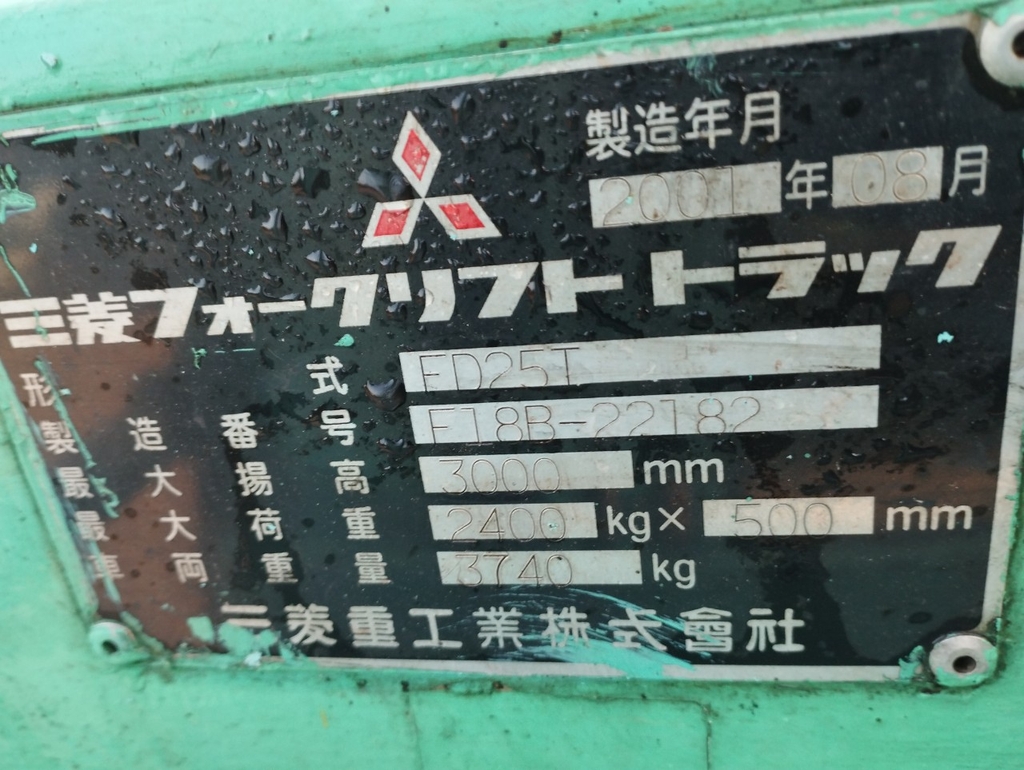 製造年月
2001年08月
三菱フォークリフトトラック
形式 FD25T
製造番号 F18B-22182
最大揚高 3000 mm
最大荷重 2400 kg× 500 mm
車両重量 3740 kg
三菱重工業株式會社